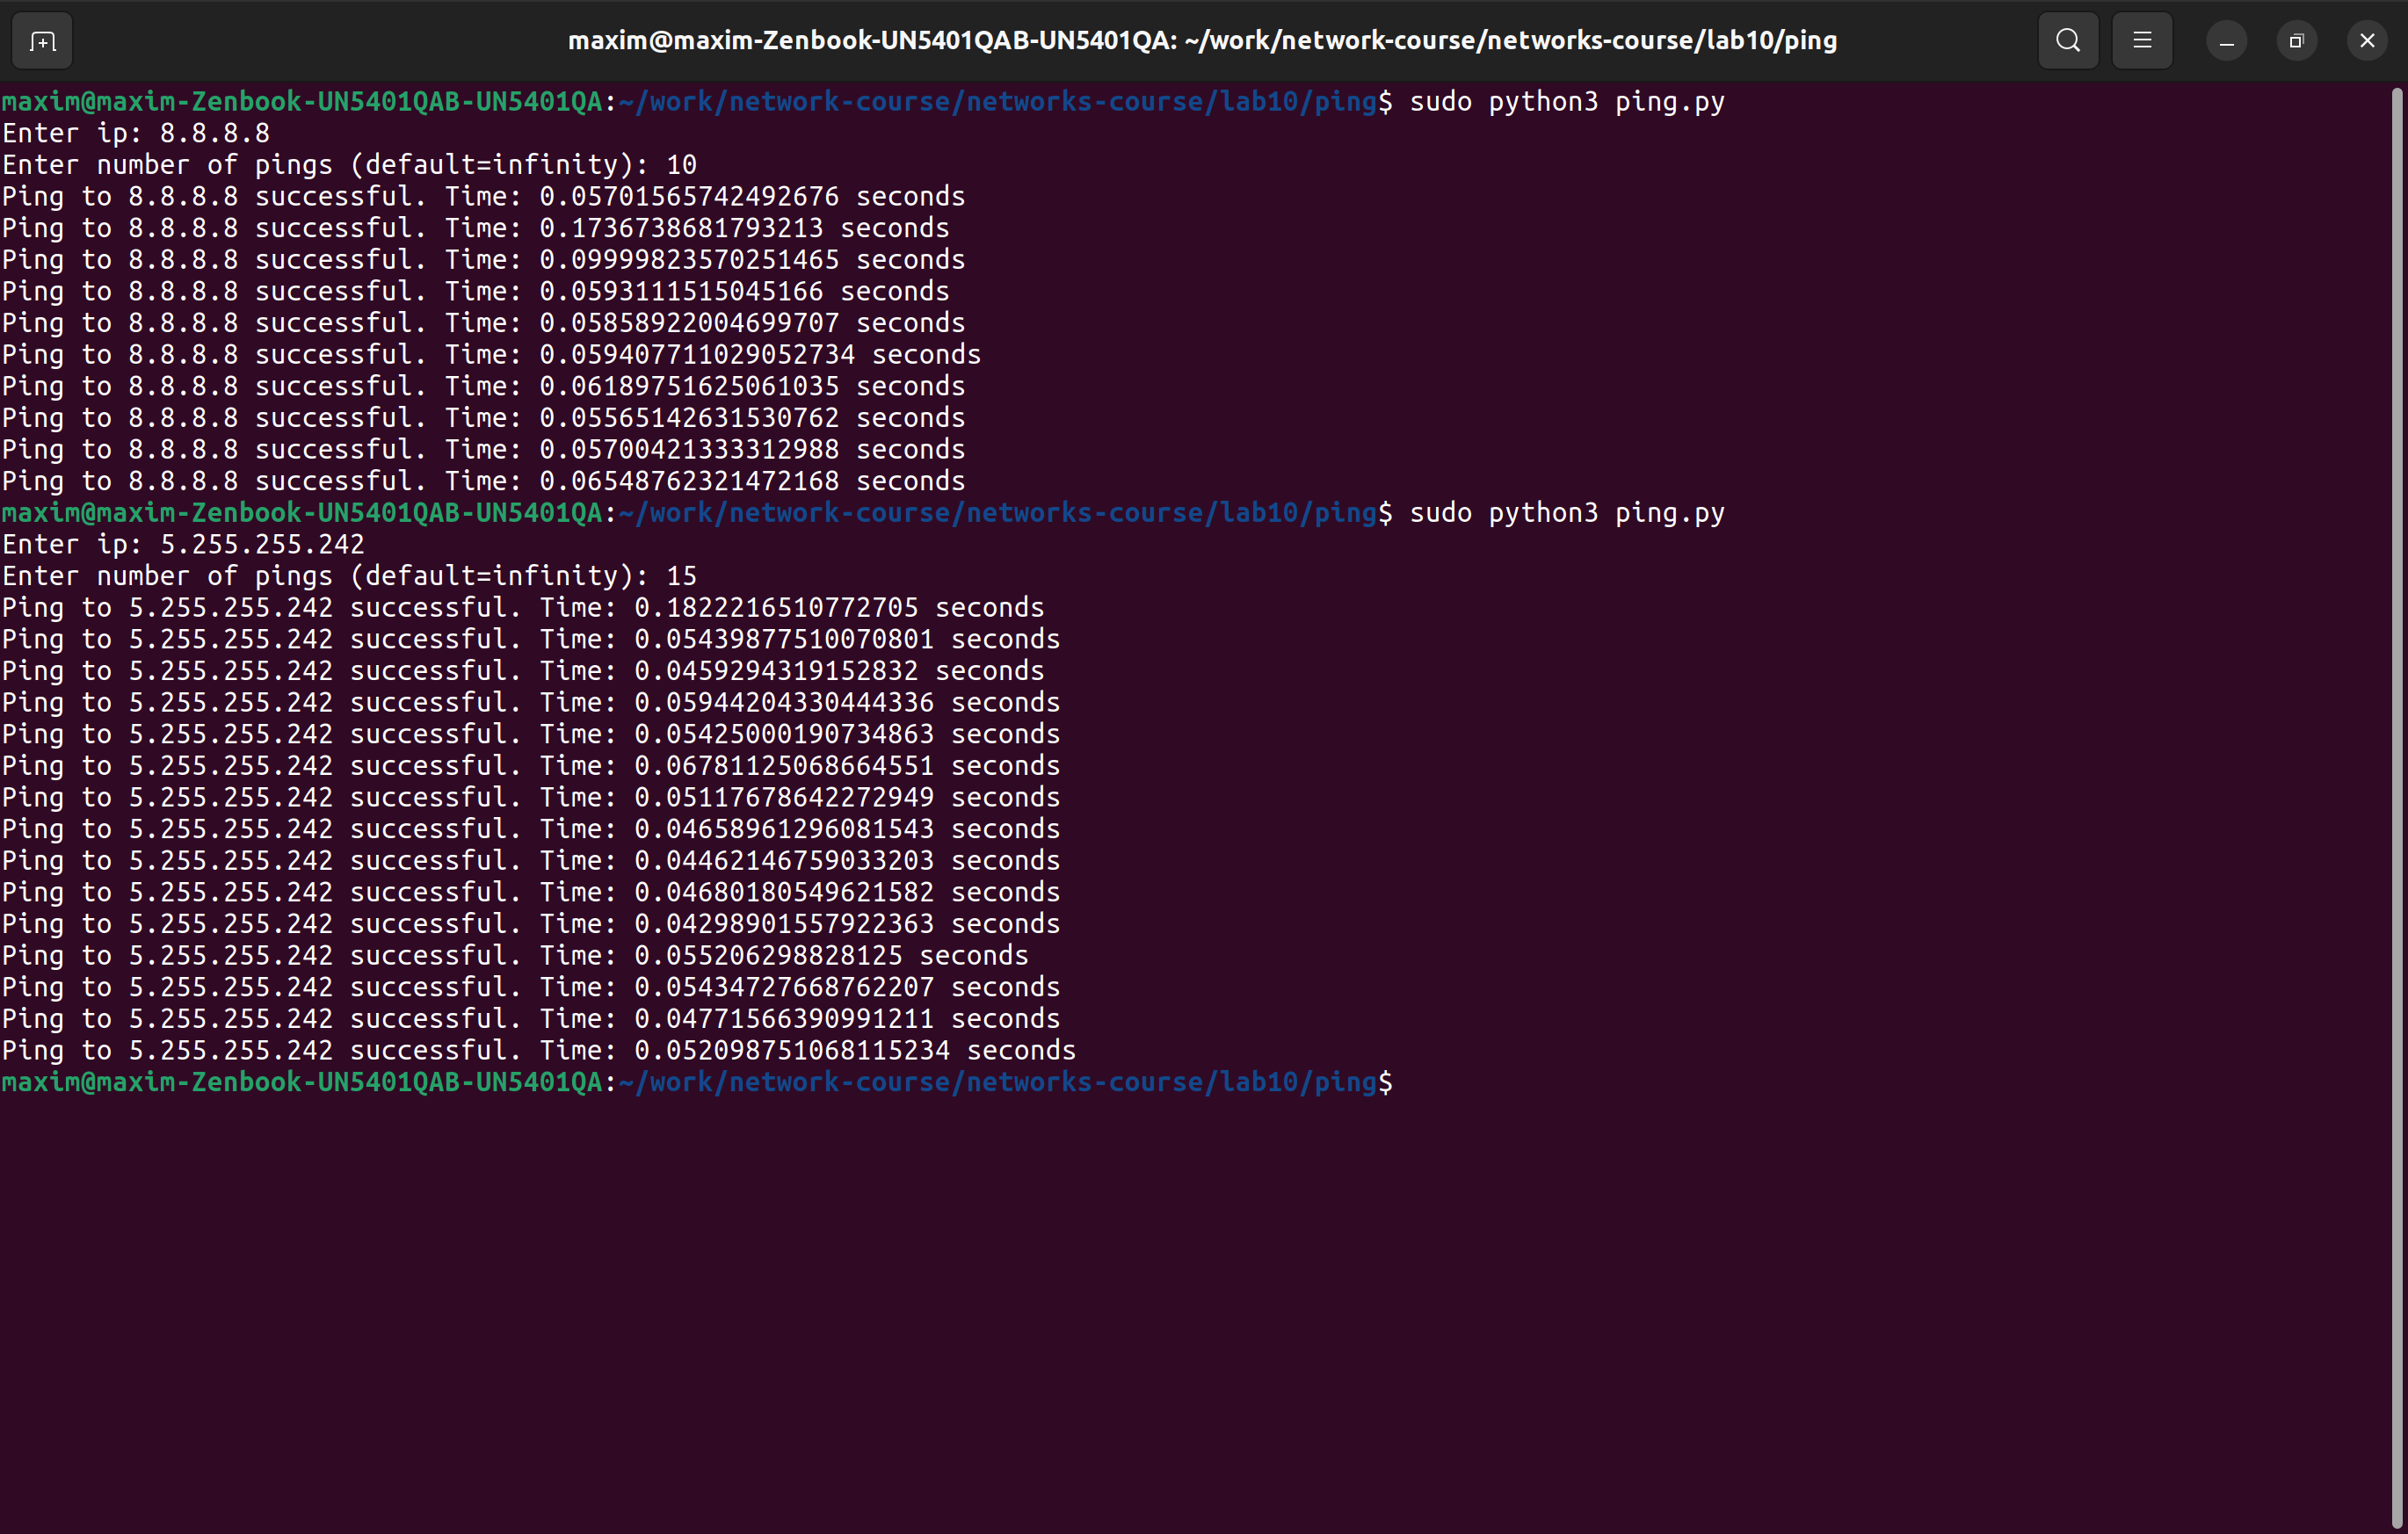 maxim@maxim-Zenbook-UN5401QAB-UN5401QA: ~/work/network-course/networks-course/lab10/ping
maxim@maxim-Zenbook-UN5401QAB-UN5401QA:~/work/network-course/networks-course/lab10/ping$ sudo python3 ping.py
Enter ip: 8.8.8.8
Enter number of pings (default=infinity): 10
Ping to 8.8.8.8 successful. Time: 0.05701565742492676 seconds
Ping to 8.8.8.8 successful. Time: 0.1736738681793213 seconds
Ping to 8.8.8.8 successful. Time: 0.09999823570251465 seconds
Ping to 8.8.8.8 successful. Time: 0.0593111515045166 seconds
Ping to 8.8.8.8 successful. Time: 0.05858922004699707 seconds
Ping to 8.8.8.8 successful. Time: 0.059407711029052734 seconds
Ping to 8.8.8.8 successful. Time: 0.06189751625061035 seconds
Ping to 8.8.8.8 successful. Time: 0.05565142631530762 seconds
Ping to 8.8.8.8 successful. Time: 0.05700421333312988 seconds
Ping to 8.8.8.8 successful. Time: 0.06548762321472168 seconds
maxim@maxim-Zenbook-UN5401QAB-UN5401QA:~/work/network-course/networks-course/lab10/ping$ sudo python3 ping.py
Enter ip: 5.255.255.242
Enter number of pings (default=infinity): 15
Ping to 5.255.255.242 successful. Time: 0.1822216510772705 seconds
Ping to 5.255.255.242 successful. Time: 0.05439877510070801 seconds
Ping to 5.255.255.242 successful. Time: 0.0459294319152832 seconds
Ping to 5.255.255.242 successful. Time: 0.05944204330444336 seconds
Ping to 5.255.255.242 successful. Time: 0.05425000190734863 seconds
Ping to 5.255.255.242 successful. Time: 0.06781125068664551 seconds
Ping to 5.255.255.242 successful. Time: 0.05117678642272949 seconds
Ping to 5.255.255.242 successful. Time: 0.04658961296081543 seconds
Ping to 5.255.255.242 successful. Time: 0.04462146759033203 seconds
Ping to 5.255.255.242 successful. Time: 0.04680180549621582 seconds
Ping to 5.255.255.242 successful. Time: 0.04298901557922363 seconds
Ping to 5.255.255.242 successful. Time: 0.055206298828125 seconds
Ping to 5.255.255.242 successful. Time: 0.05434727668762207 seconds
Ping to 5.255.255.242 successful. Time: 0.04771566390991211 seconds
Ping to 5.255.255.242 successful. Time: 0.052098751068115234 seconds
maxim@maxim-Zenbook-UN5401QAB-UN5401QA:~/work/network-course/networks-course/lab10/ping$